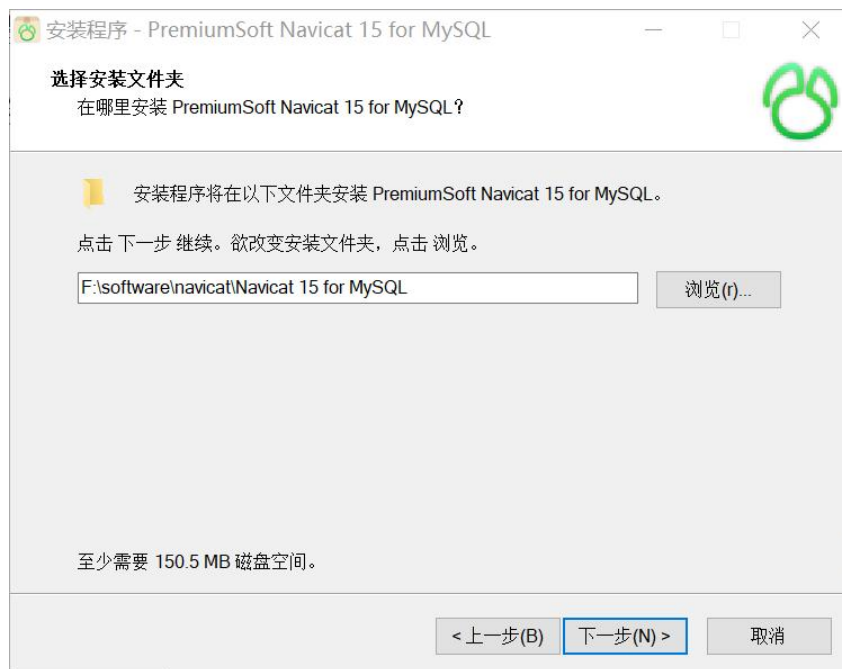 安装程序 - PremiumSoft Navicat 15 for MySQL
选择安装文件夹
在哪里安装 PremiumSoft Navicat 15 for MySQL？
安装程序将在以下文件夹安装 PremiumSoft Navicat 15 for MySQL。
点击 下一步 继续。欲改变安装文件夹，点击 浏览。
F:\software\navicat\Navicat 15 for MySQL
浏览(r)...
至少需要 150.5 MB 磁盘空间。
< 上一步(B)
下一步(N) >
取消